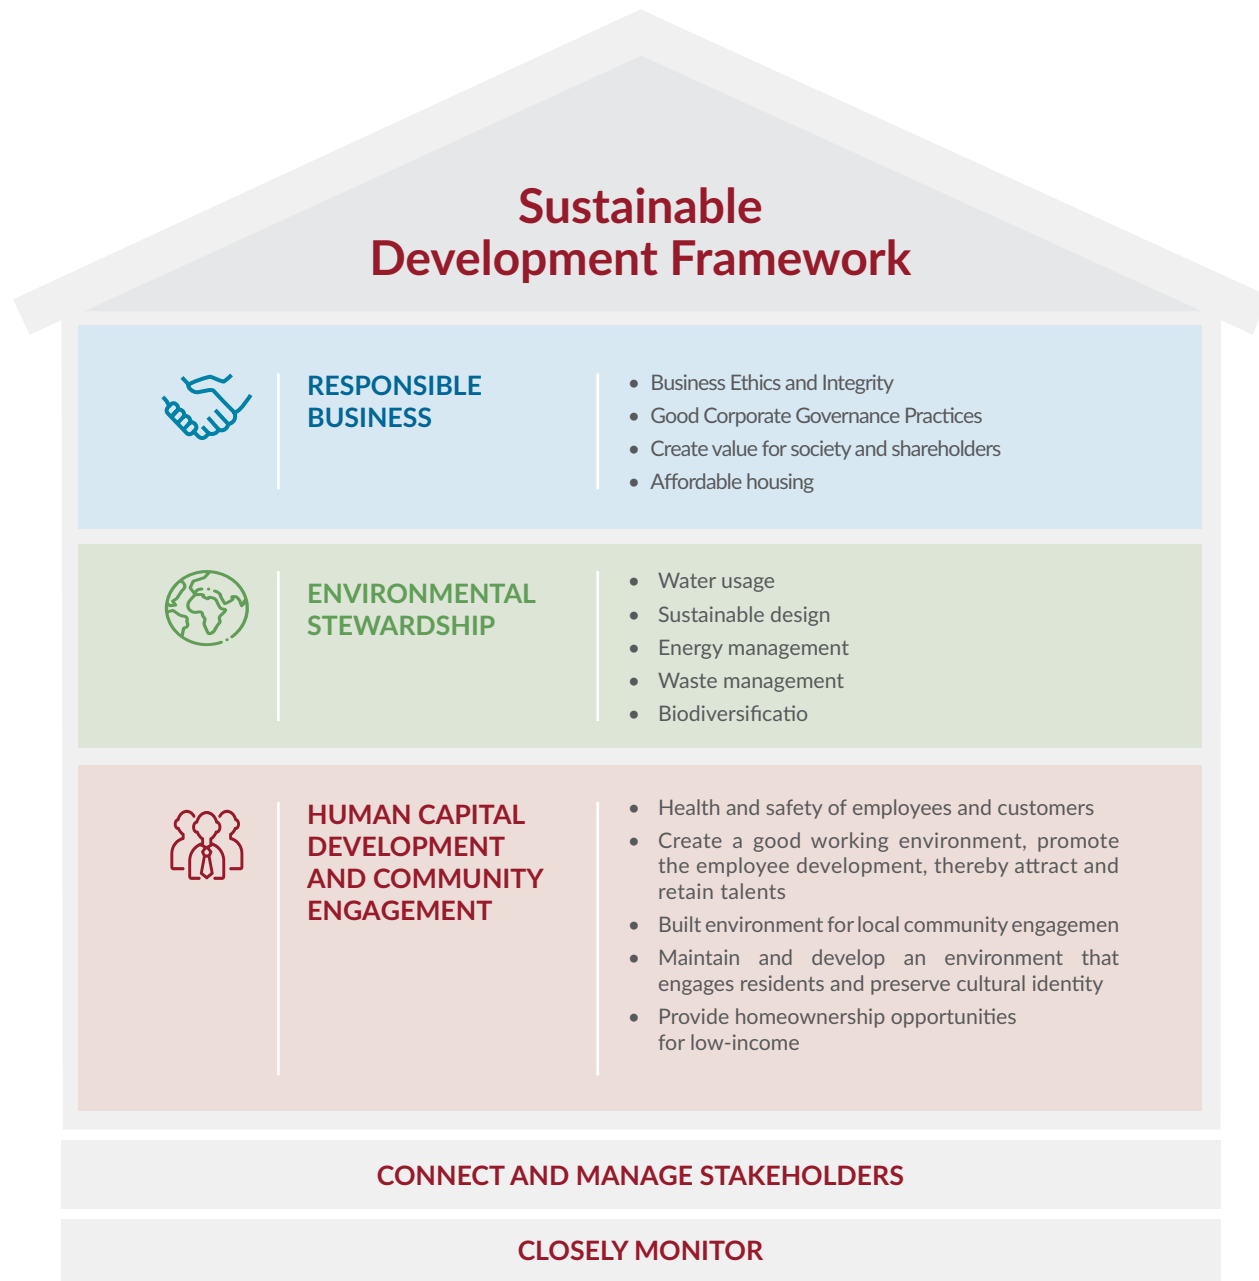 Sustainable
Development Framework
RESPONSIBLE
BUSINESS
• Business Ethics and Integrity
• Good Corporate Governance Practices
• Create value for society and shareholders
• Affordable housing
ENVIRONMENTAL
STEWARDSHIP
• Water usage
• Sustainable design
• Energy management
• Waste management
• Biodiversificatio
HUMAN CAPITAL
DEVELOPMENT
AND COMMUNITY
ENGAGEMENT
• Health and safety of employees and customers
• Create a good working environment, promote
the employee development, thereby attract and
retain talents
• Built environment for local community engagemen
• Maintain and develop an environment that
engages residents and preserve cultural identity
• Provide homeownership opportunities
for low-income
CONNECT AND MANAGE STAKEHOLDERS
CLOSELY MONITOR